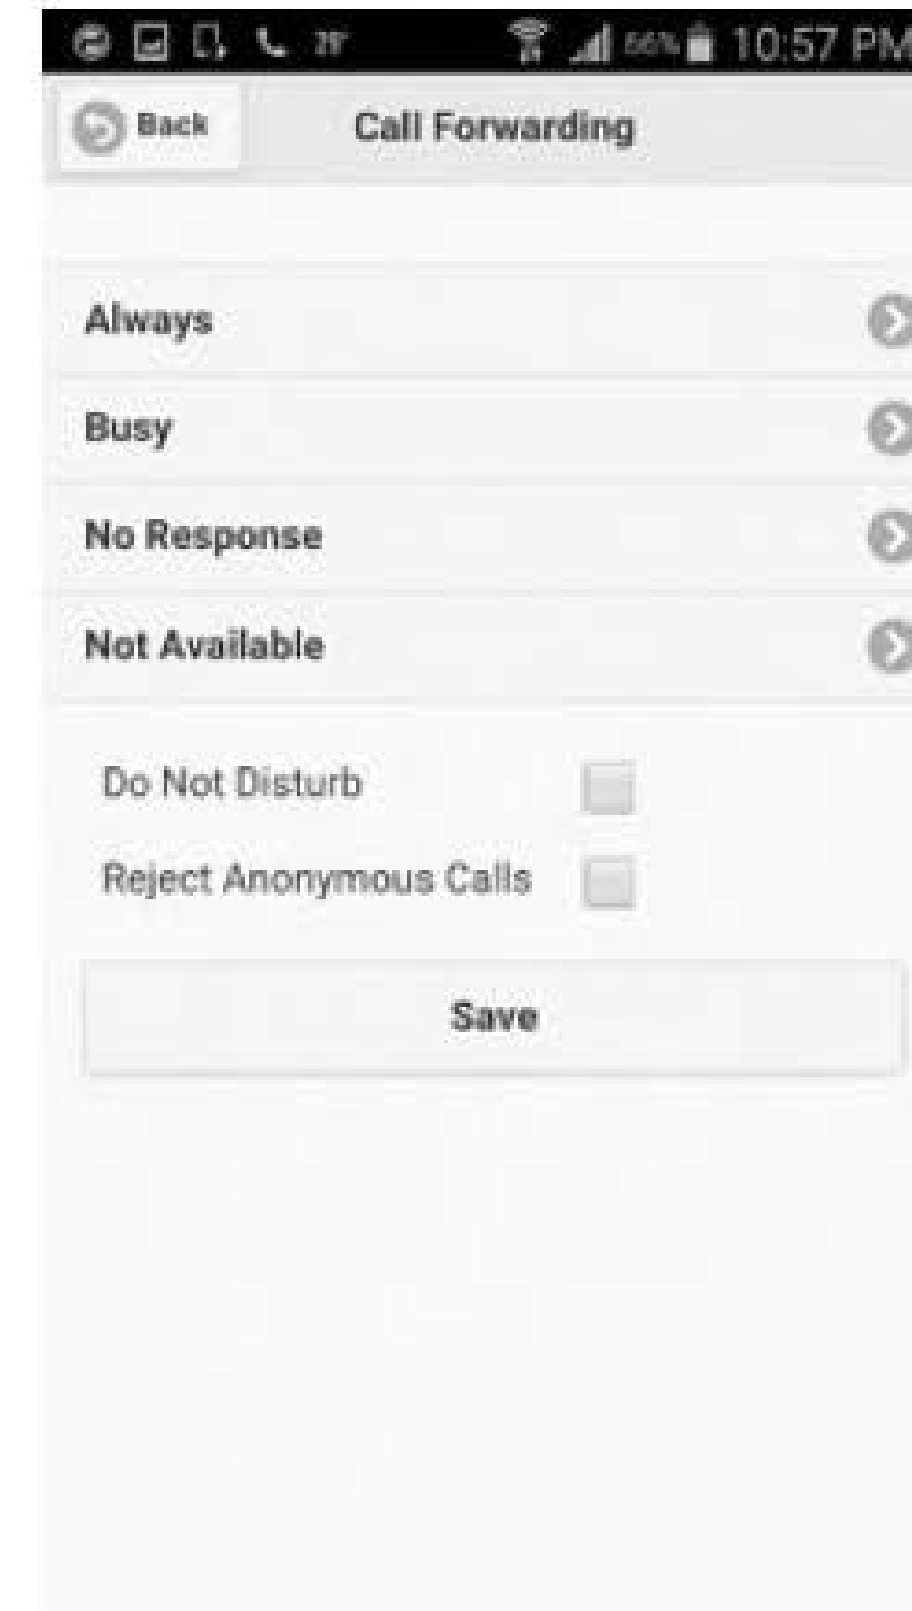 10:57 PM
Back
Call Forwarding
Always
Busy
No Response
Not Available
Do Not Disturb
Reject Anonymous Calls
Save